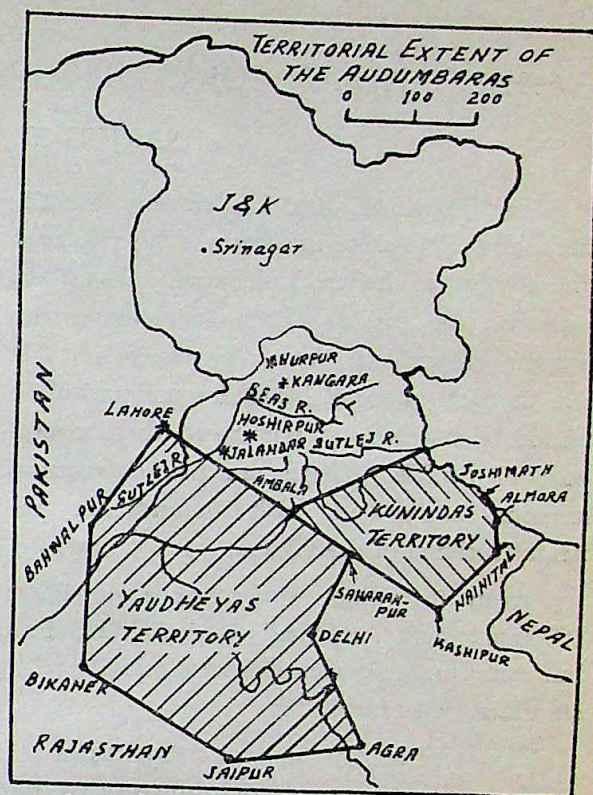 TERRITORIAL EXTENT OF
THE AUDUMBARAS
0 100 200
J&K
Srinagar
NURPUR
KANGARA
BEAS R.
LAHORE
HOSHIRPUR
JALANDAR
SUTLEJ R.
PAKISTAN
SUTLEJ R.
AMBALA
JOSHIMATH
ALMORA
KUNINDAS
TERRITORY
BAHWALPUR
NAINITAL
YAUDHEYAS
TERRITORY
SAHARAN-
PUR
NEPAL
DELHI
KASHIPUR
BIKANER
RAJASTHAN
AGRA
JAIPUR